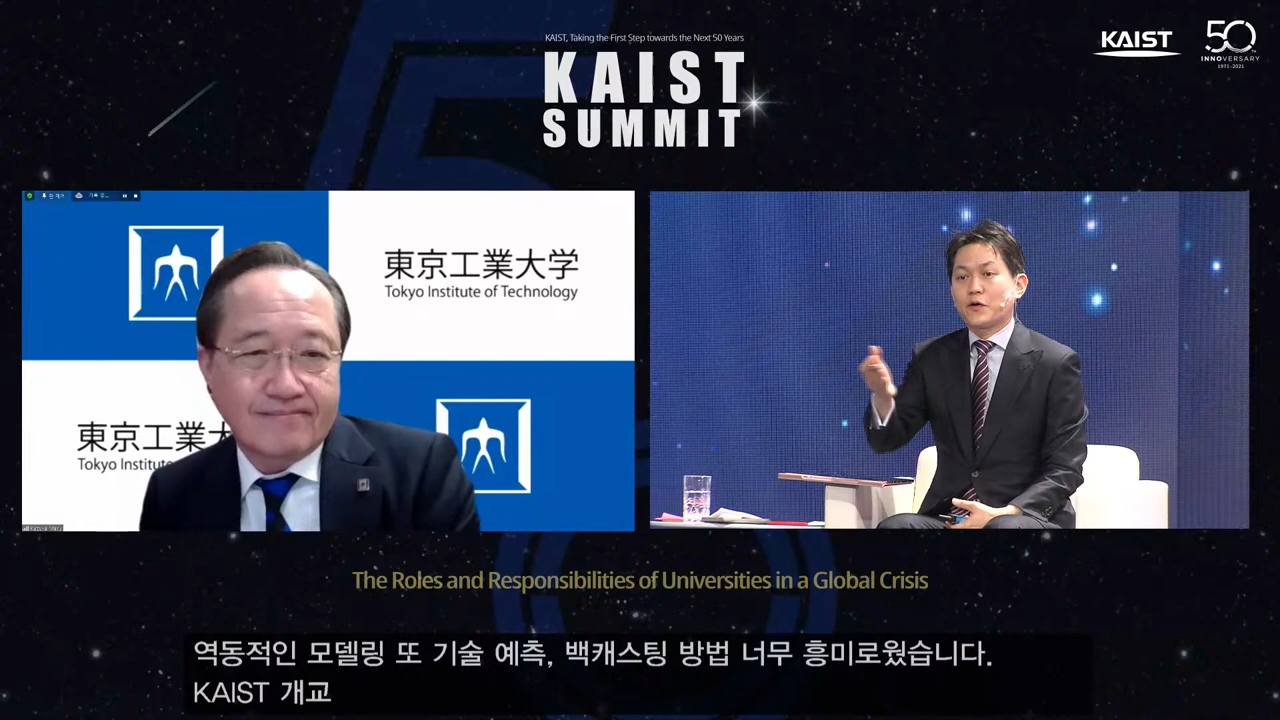 KAIST, Taking the First Step towards the Next 50 Years
KAIST
SUMMIT
KAIST
50
INNOVERSARY
1971-2021
東京工業大学
Tokyo Institute of Technology
東京工業大
Tokyo Institute
The Roles and Responsibilities of Universities in a Global Crisis
역동적인 모델링 또 기술 예측, 백캐스팅 방법 너무 흥미로웠습니다.
KAIST 개교